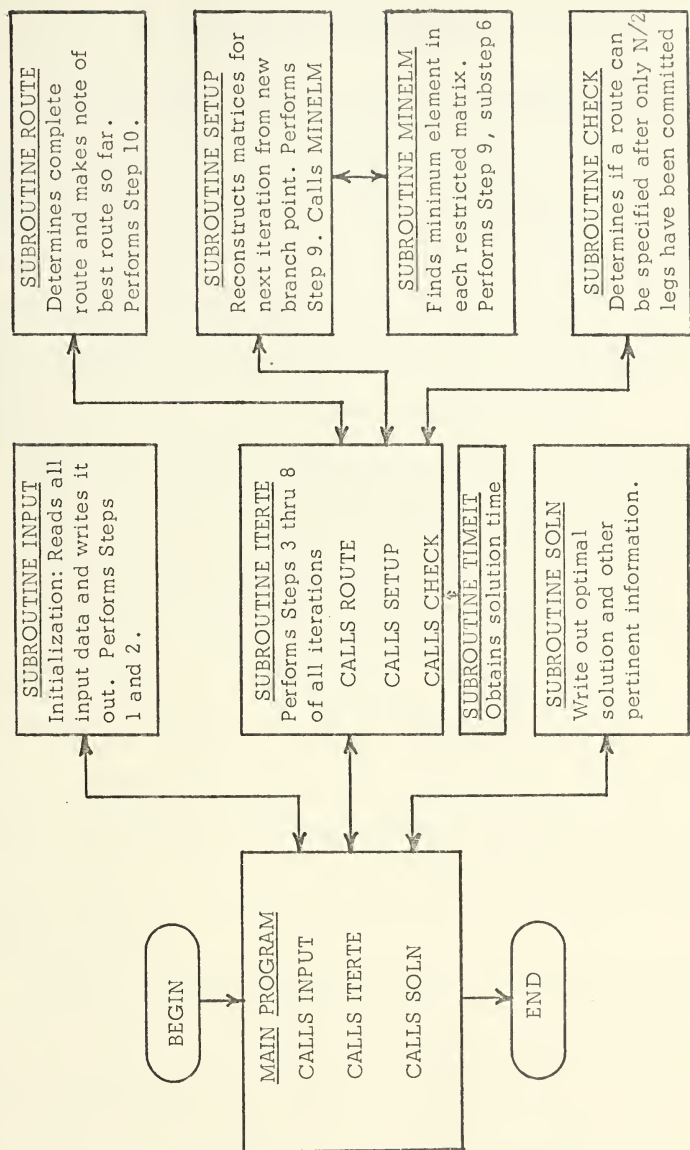 BEGIN
MAIN PROGRAM
CALLS INPUT
CALLS ITERTE
CALLS SOLN
END
SUBROUTINE INPUT
Initialization: Reads all
input data and writes it
out. Performs Steps
1 and 2.
SUBROUTINE ITERTE
Performs Steps 3 thru 8
of all iterations
CALLS ROUTE
CALLS SETUP
CALLS CHECK
SUBROUTINE TIMEIT
Obtains solution time
SUBROUTINE SOLN
Write out optimal
solution and other
pertinent information.
SUBROUTINE ROUTE
Determines complete
route and makes note of
best route so far.
Performs Step 10.
SUBROUTINE SETUP
Reconstructs matrices for
next iteration from new
branch point. Performs
Step 9. Calls MINELM
SUBROUTINE MINELM
Finds minimum element in
each restricted matrix.
Performs Step 9, substep 6
SUBROUTINE CHECK
Determines if a route can
be specified after only N/2
legs have been committed